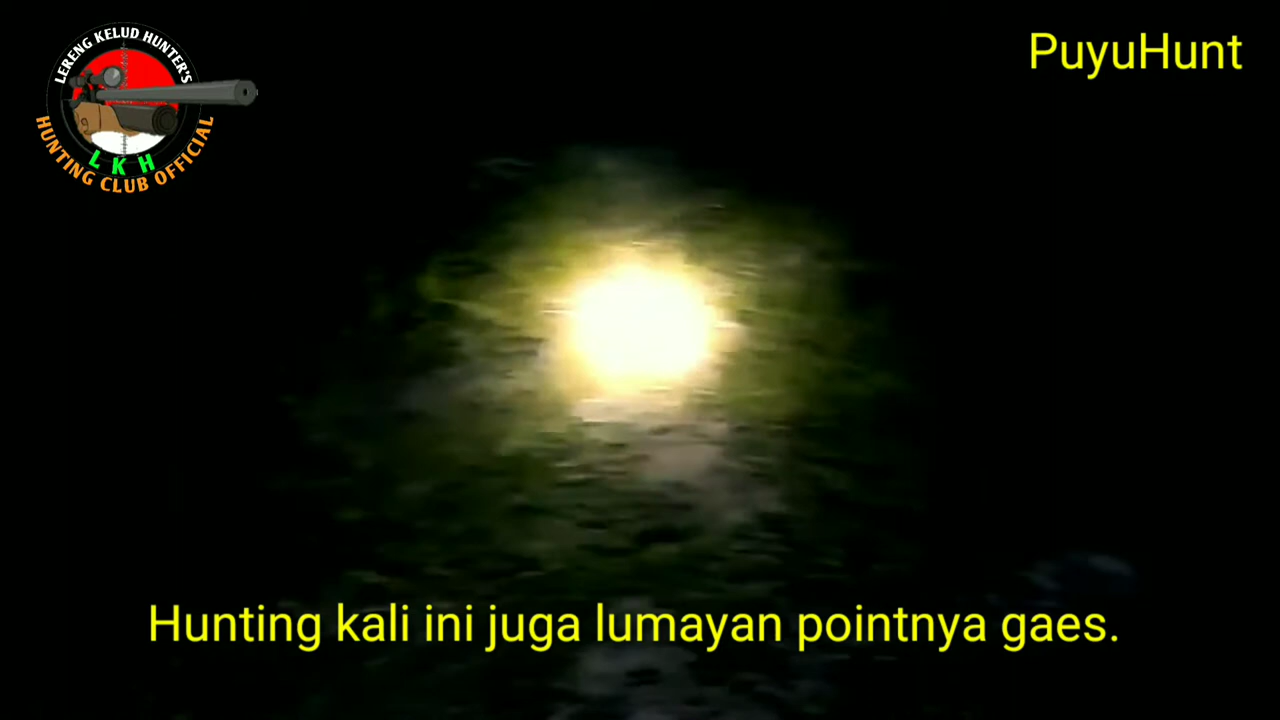 LERENG KELUD HUNTER'S
PuyuHunt
L K H
HUNTING CLUB OFFICIAL
Hunting kali ini juga lumayan pointnya gaes.